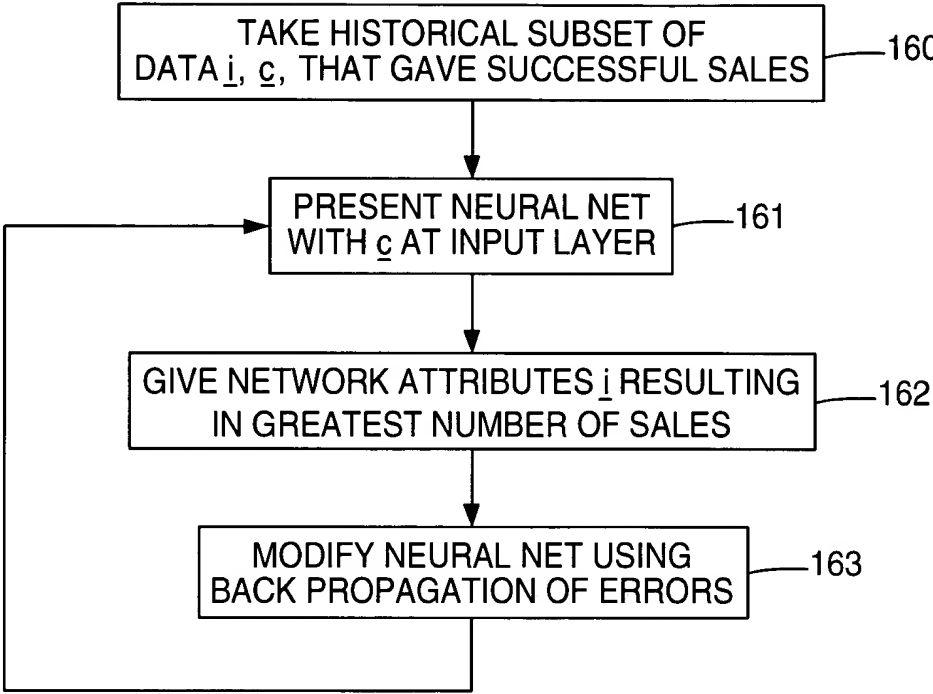 TAKE HISTORICAL SUBSET OF
DATA i, c, THAT GAVE SUCCESSFUL SALES
160
PRESENT NEURAL NET
WITH c AT INPUT LAYER
161
GIVE NETWORK ATTRIBUTES i RESULTING
IN GREATEST NUMBER OF SALES
162
MODIFY NEURAL NET USING
BACK PROPAGATION OF ERRORS
163